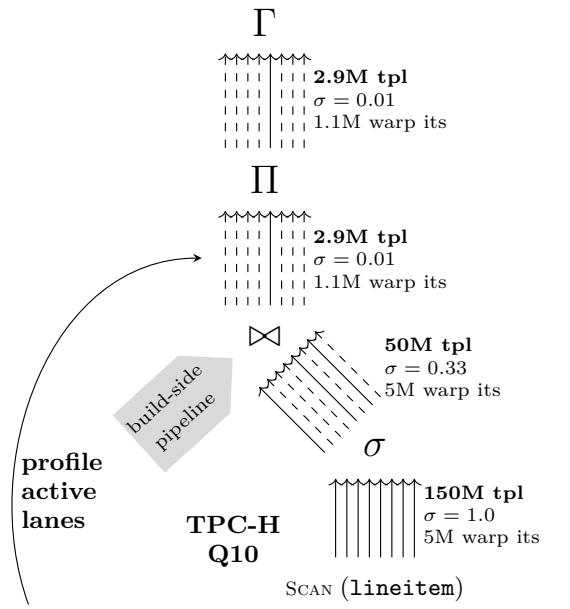 Γ
2.9M tpl
σ = 0.01
1.1M warp its
Π
2.9M tpl
σ = 0.01
1.1M warp its
⋈
50M tpl
σ = 0.33
5M warp its
build-side
pipeline
σ
profile
active
lanes
150M tpl
σ = 1.0
5M warp its
TPC-H
Q10
Scan (lineitem)